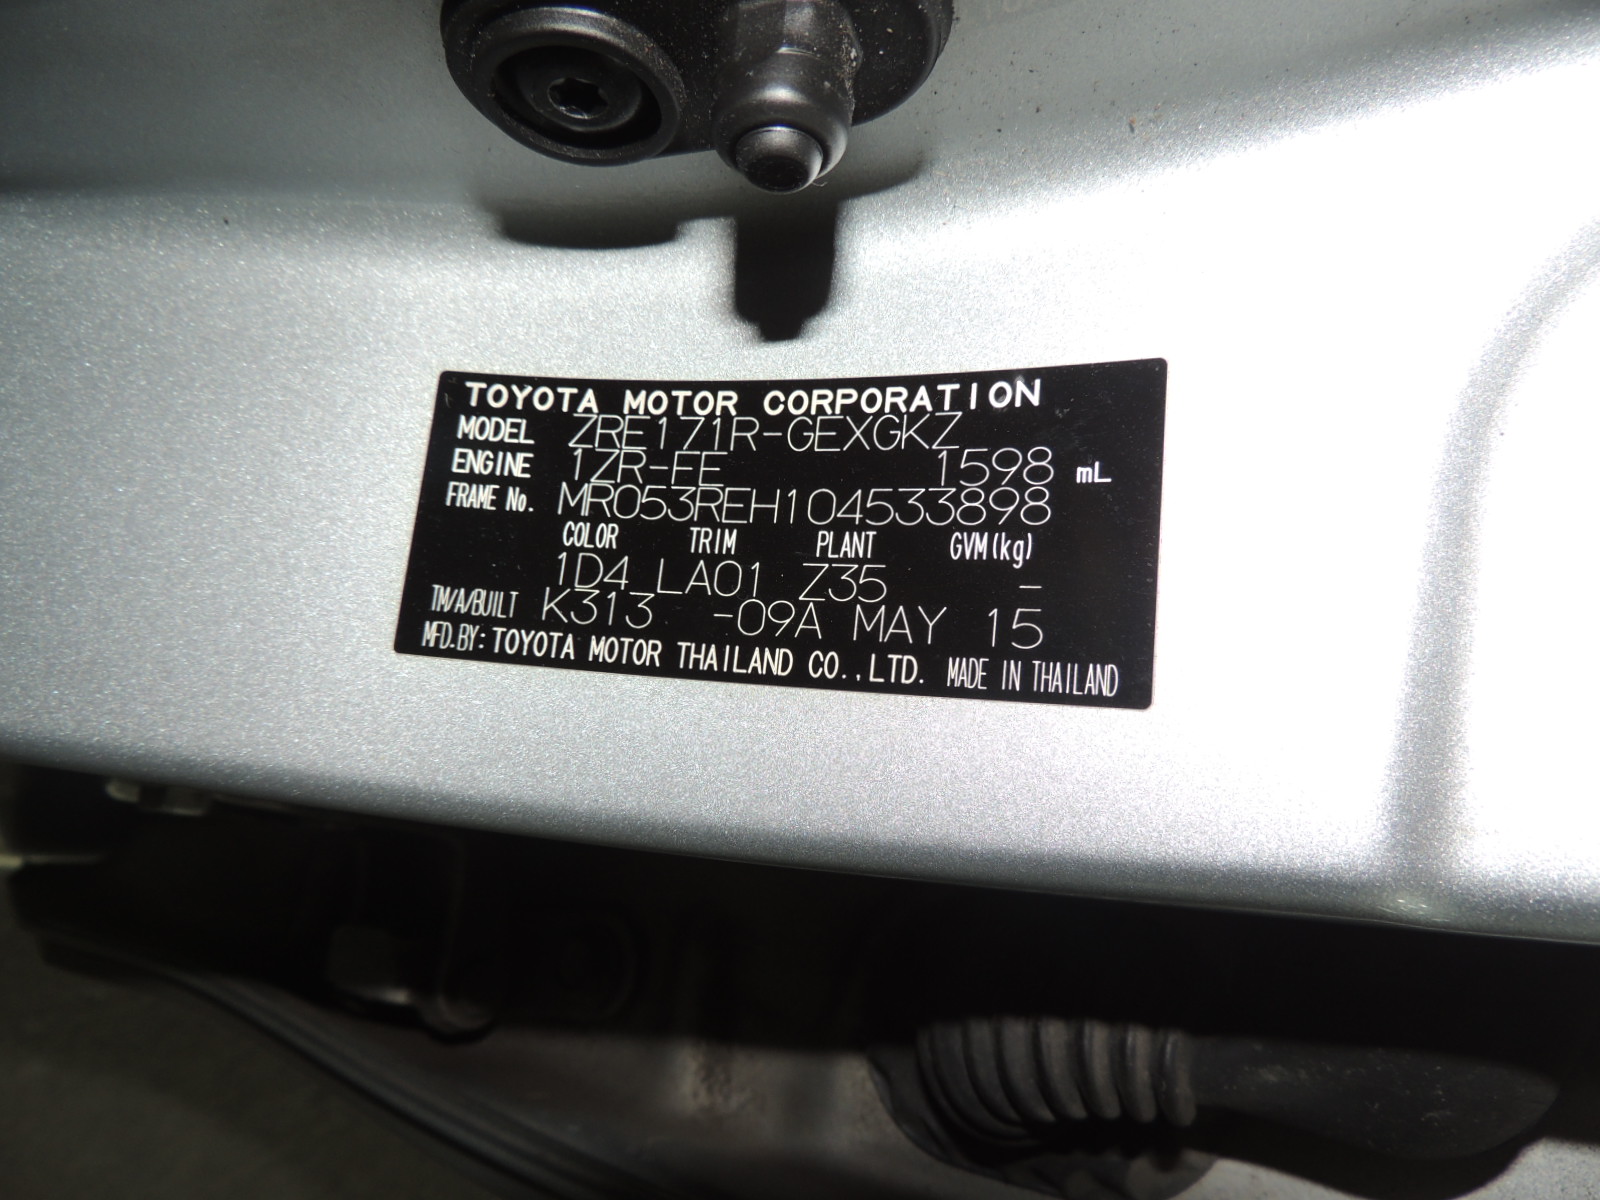 TOYOTA MOTOR CORPORATION
MODEL ZRE171R-GEXGKZ
ENGINE 1ZR-FE 1598 mL
FRAME No. MR053REH104533898
COLOR TRIM PLANT GVM(kg)
1D4 LA01 Z35 -
TM/A/BUILT K313 -09A MAY 15
MFD.BY: TOYOTA MOTOR THAILAND CO.,LTD. MADE IN THAILAND